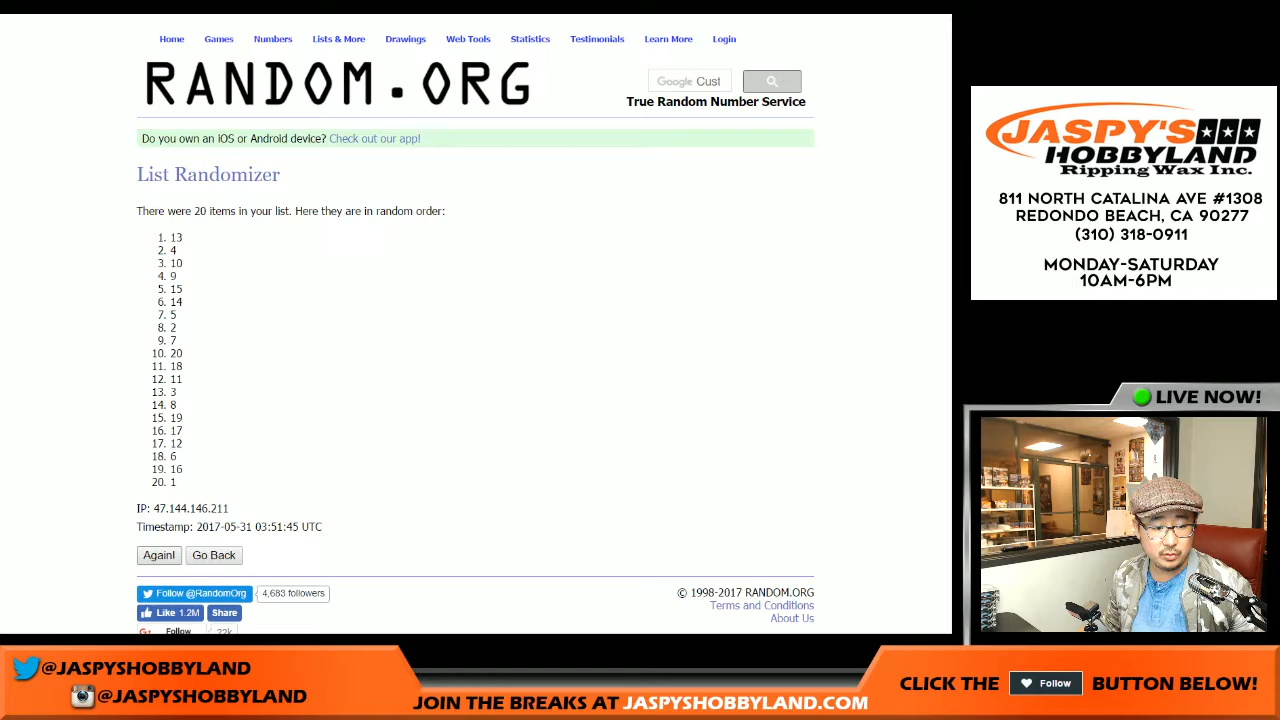 Home Games Numbers Lists & More Drawings Web Tools Statistics Testimonials Learn More Login
RANDOM.ORG
Google Cust
True Random Number Service
Do you own an iOS or Android device? Check out our app!
List Randomizer
There were 20 items in your list. Here they are in random order:
1. 13
2. 4
3. 10
4. 9
5. 15
6. 14
7. 5
8. 2
9. 7
10. 20
11. 18
12. 11
13. 3
14. 8
15. 19
16. 17
17. 12
18. 6
19. 16
20. 1
IP: 47.144.146.211
Timestamp: 2017-05-31 03:51:45 UTC
Again! Go Back
Follow @RandomOrg 4,683 followers
Like 1.2M Share
G+ Follow 22k
© 1998-2017 RANDOM.ORG
Terms and Conditions
About Us
JASPY'S
HOBBYLAND
Ripping Wax Inc.
811 NORTH CATALINA AVE #1308
REDONDO BEACH, CA 90277
(310) 318-0911
MONDAY-SATURDAY
10AM-6PM
LIVE NOW!
@JASPYSHOBBYLAND
@JASPYSHOBBYLAND
JOIN THE BREAKS AT JASPYSHOBBYLAND.COM
CLICK THE Follow BUTTON BELOW!